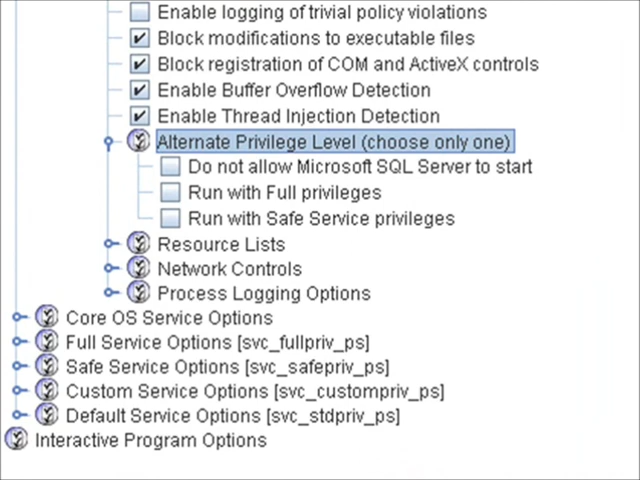 Enable logging of trivial policy violations
Block modifications to executable files
Block registration of COM and ActiveX controls
Enable Buffer Overflow Detection
Enable Thread Injection Detection
Alternate Privilege Level (choose only one)
Do not allow Microsoft SQL Server to start
Run with Full privileges
Run with Safe Service privileges
Resource Lists
Network Controls
Process Logging Options
Core OS Service Options
Full Service Options [svc_fullpriv_ps]
Safe Service Options [svc_safepriv_ps]
Custom Service Options [svc_custompriv_ps]
Default Service Options [svc_stdpriv_ps]
Interactive Program Options